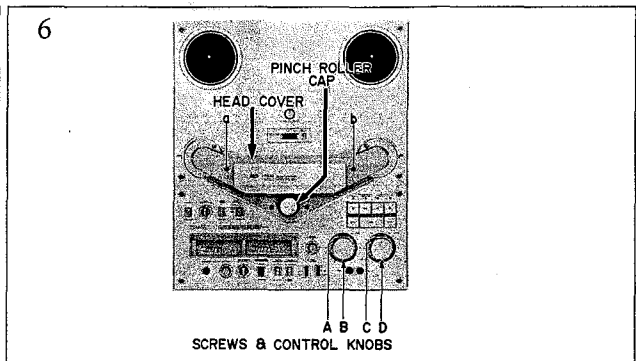 6
PINCH ROLLER
CAP
HEAD COVER
a
b
A B C D
SCREWS & CONTROL KNOBS